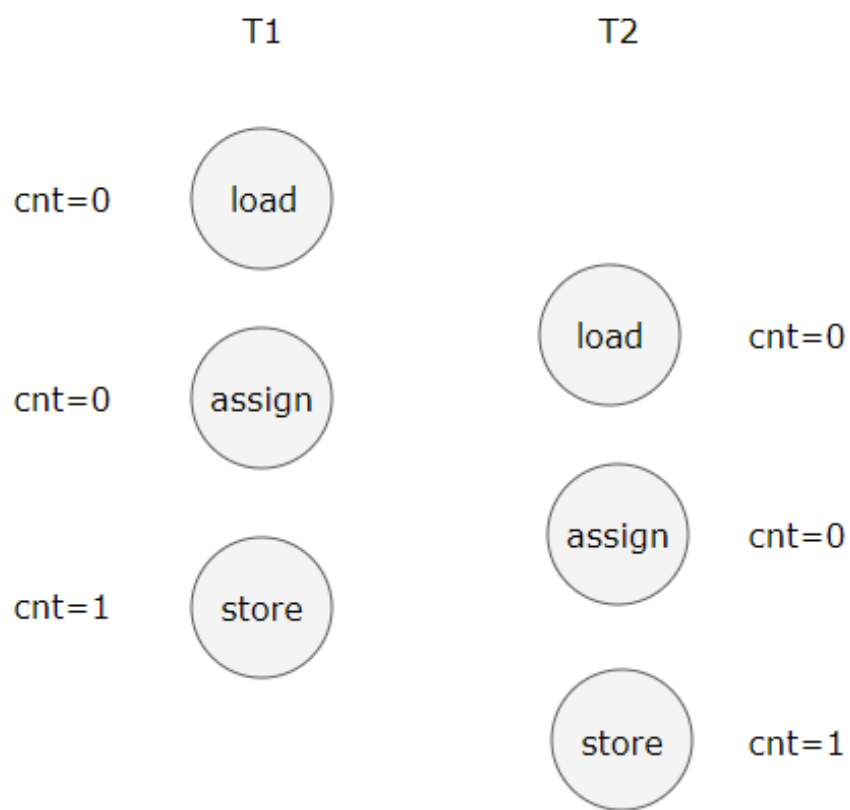 T1 T2
cnt=0 load
load cnt=0
cnt=0 assign
assign cnt=0
cnt=1 store
store cnt=1